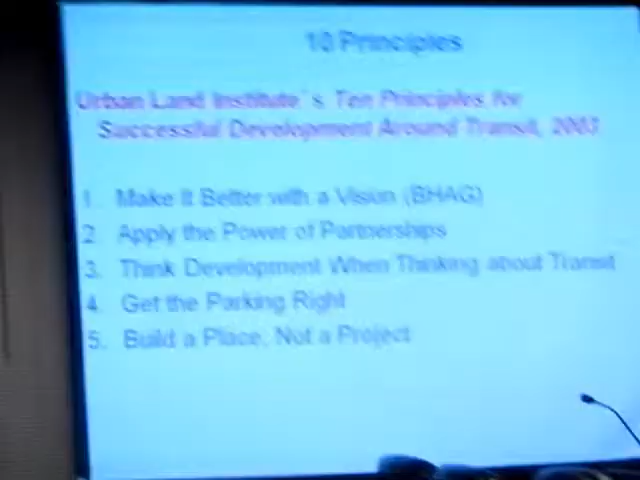 10 Principles
Urban Land Institute's Ten Principles for
Successful Development Around Transit, 2003
1. Make It Better with a Vision (BHAG)
2. Apply the Power of Partnerships
3. Think Development When Thinking about Transit
4. Get the Parking Right
5. Build a Place, Not a Project